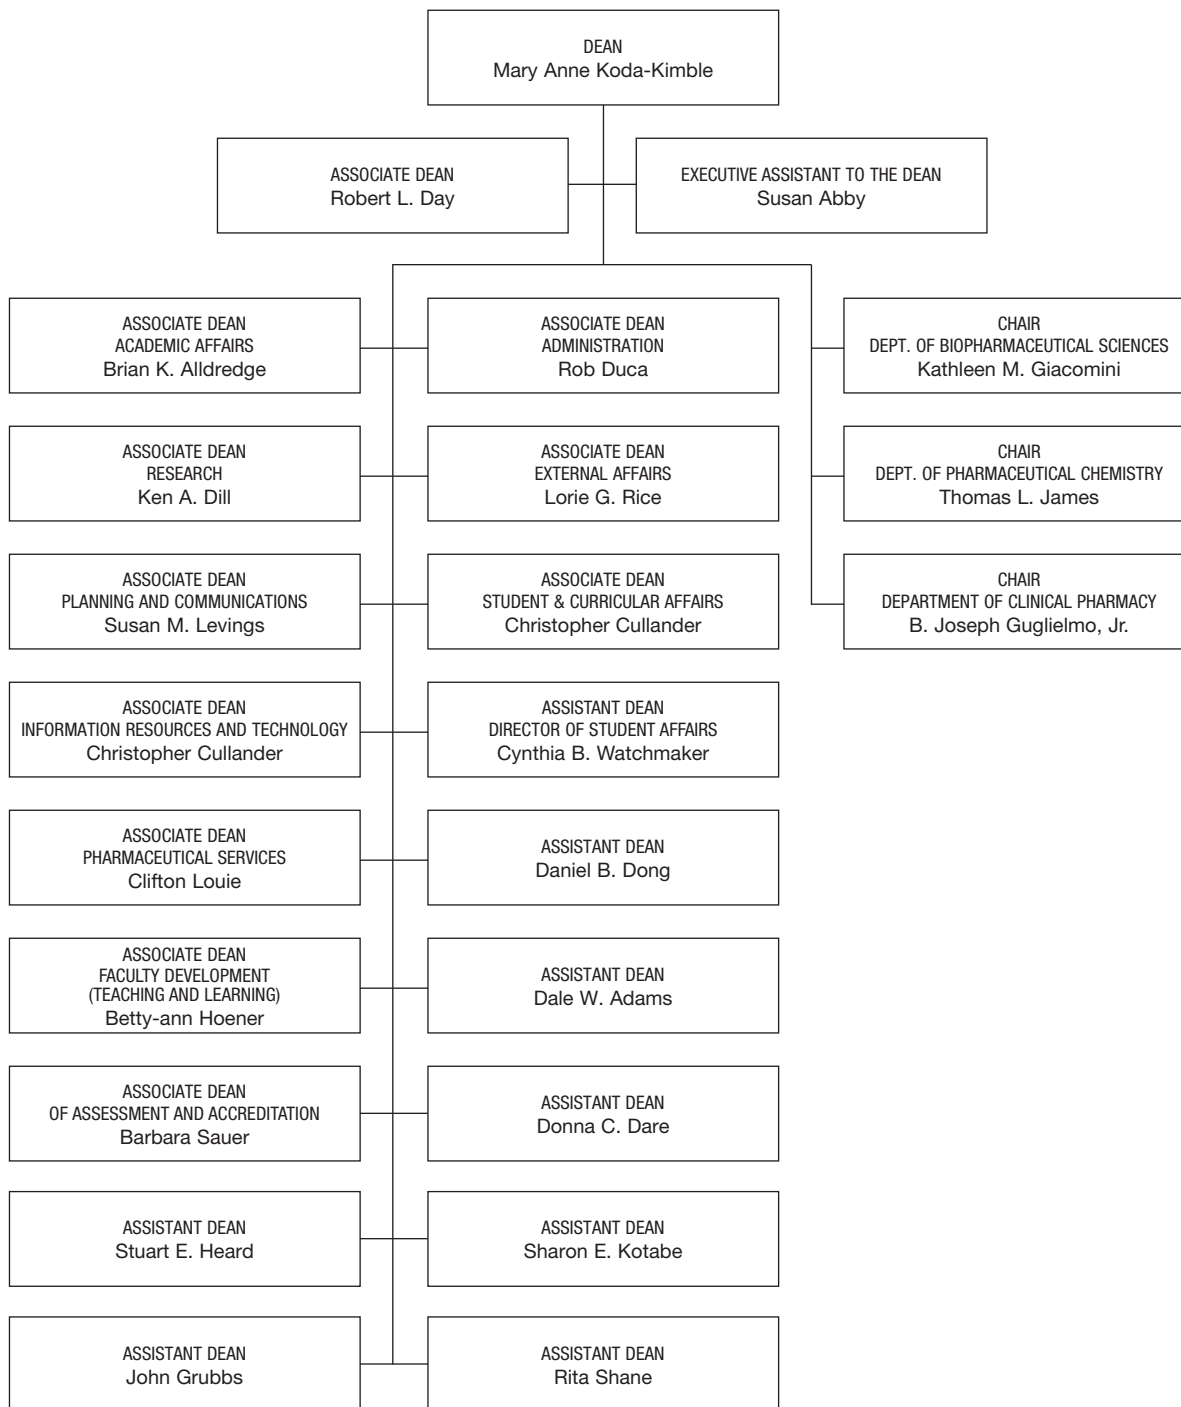 DEAN
Mary Anne Koda-Kimble
ASSOCIATE DEAN
Robert L. Day
EXECUTIVE ASSISTANT TO THE DEAN
Susan Abby
ASSOCIATE DEAN
ACADEMIC AFFAIRS
Brian K. Alldredge
ASSOCIATE DEAN
ADMINISTRATION
Rob Duca
CHAIR
DEPT. OF BIOPHARMACEUTICAL SCIENCES
Kathleen M. Giacomini
ASSOCIATE DEAN
RESEARCH
Ken A. Dill
ASSOCIATE DEAN
EXTERNAL AFFAIRS
Lorie G. Rice
CHAIR
DEPT. OF PHARMACEUTICAL CHEMISTRY
Thomas L. James
ASSOCIATE DEAN
PLANNING AND COMMUNICATIONS
Susan M. Levings
ASSOCIATE DEAN
STUDENT & CURRICULAR AFFAIRS
Christopher Cullander
CHAIR
DEPARTMENT OF CLINICAL PHARMACY
B. Joseph Guglielmo, Jr.
ASSOCIATE DEAN
INFORMATION RESOURCES AND TECHNOLOGY
Christopher Cullander
ASSISTANT DEAN
DIRECTOR OF STUDENT AFFAIRS
Cynthia B. Watchmaker
ASSOCIATE DEAN
PHARMACEUTICAL SERVICES
Clifton Louie
ASSISTANT DEAN
Daniel B. Dong
ASSOCIATE DEAN
FACULTY DEVELOPMENT
(TEACHING AND LEARNING)
Betty-ann Hoener
ASSISTANT DEAN
Dale W. Adams
ASSOCIATE DEAN
OF ASSESSMENT AND ACCREDITATION
Barbara Sauer
ASSISTANT DEAN
Donna C. Dare
ASSISTANT DEAN
Stuart E. Heard
ASSISTANT DEAN
Sharon E. Kotabe
ASSISTANT DEAN
John Grubbs
ASSISTANT DEAN
Rita Shane